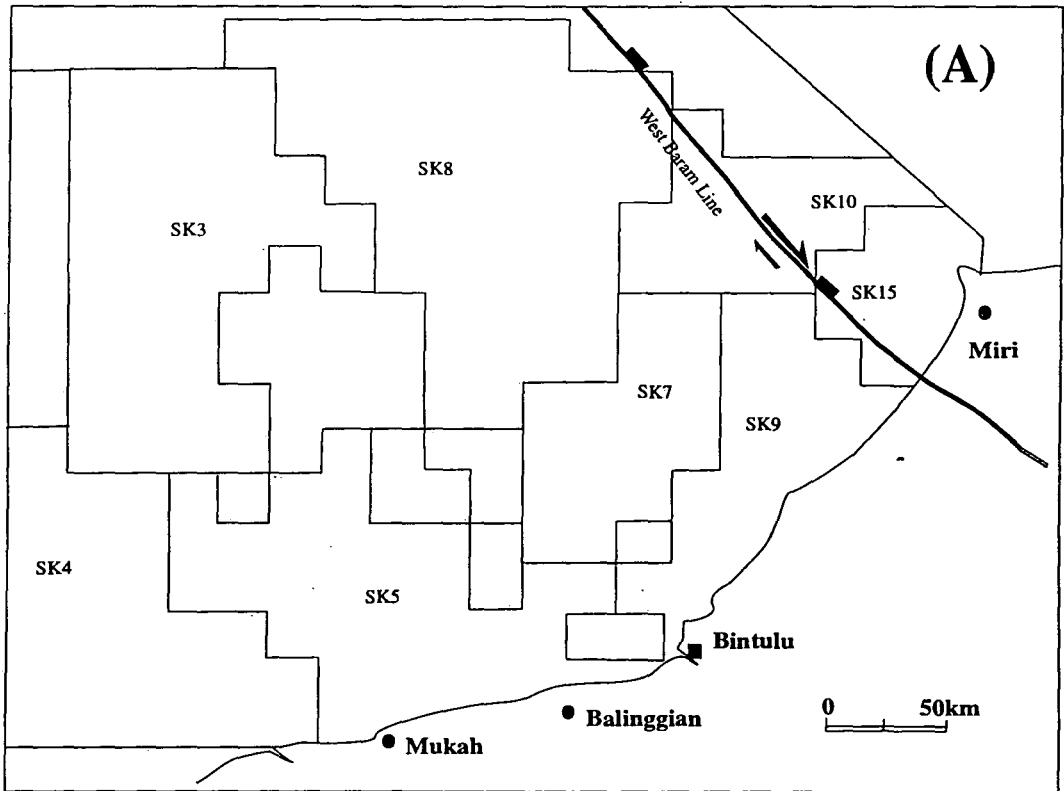 (A)
West Baram Line
SK8
SK10
SK3
SK15
Miri
SK7
SK9
SK4
SK5
Bintulu
0 50km
Balinggian
Mukah